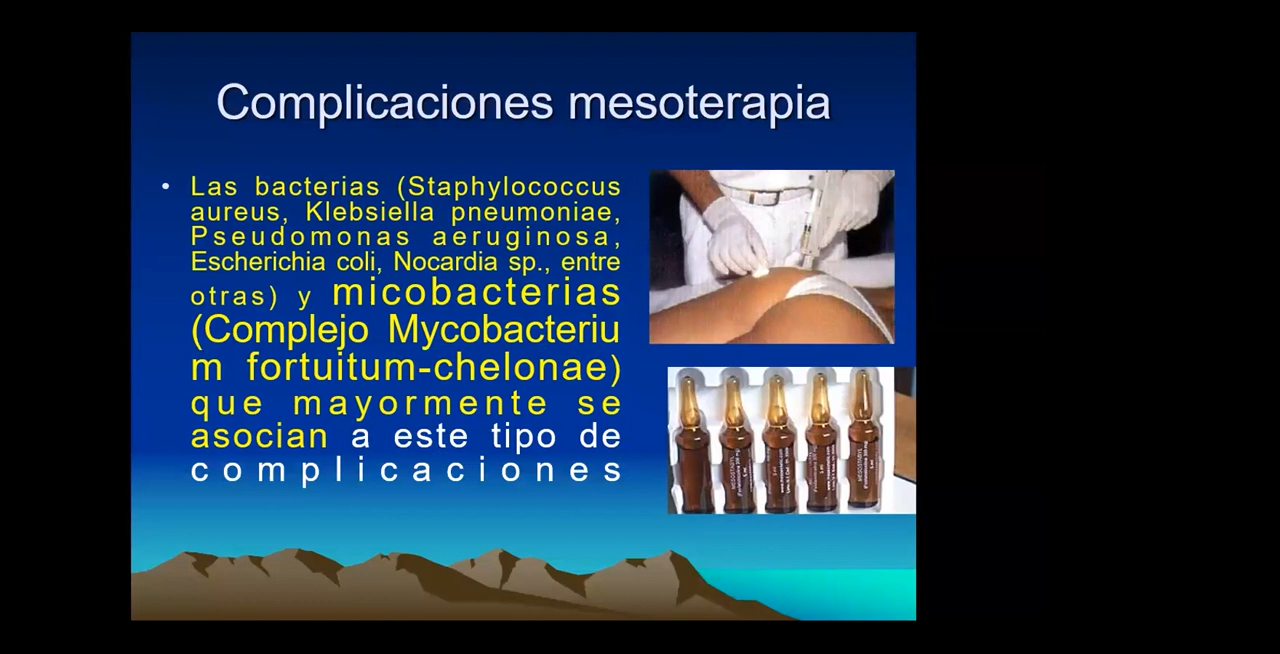 Complicaciones mesoterapia
• Las bacterias (Staphylococcus
aureus, Klebsiella pneumoniae,
Pseudomonas aeruginosa,
Escherichia coli, Nocardia sp., entre
otras) y micobacterias
(Complejo Mycobacteriu
m fortuitum-chelonae)
que mayormente se
asocian a este tipo de
complicaciones